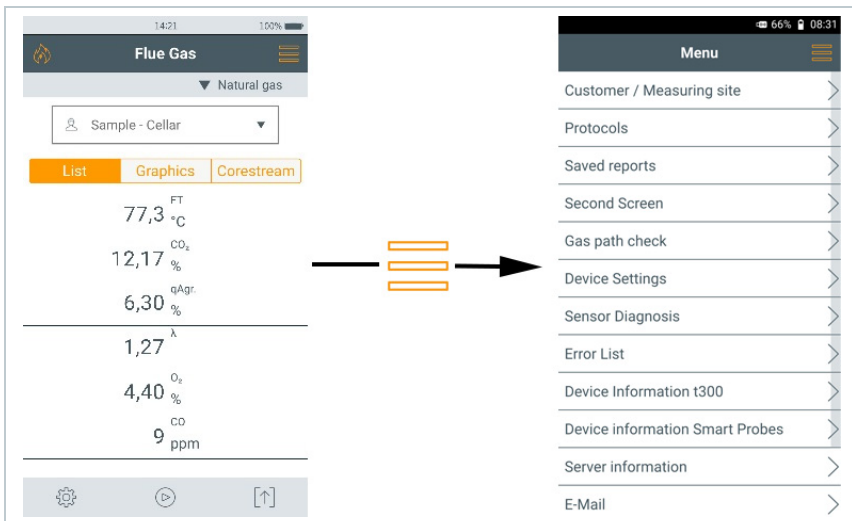 14:21 100%
Flue Gas
Natural gas
Sample - Cellar
List Graphics Corestream
77,3 FT °C
12,17 CO₂ %
6,30 qAgr. %
1,27 λ
4,40 O₂ %
9 CO ppm
66% 08:31
Menu
Customer / Measuring site
Protocols
Saved reports
Second Screen
Gas path check
Device Settings
Sensor Diagnosis
Error List
Device Information t300
Device information Smart Probes
Server information
E-Mail